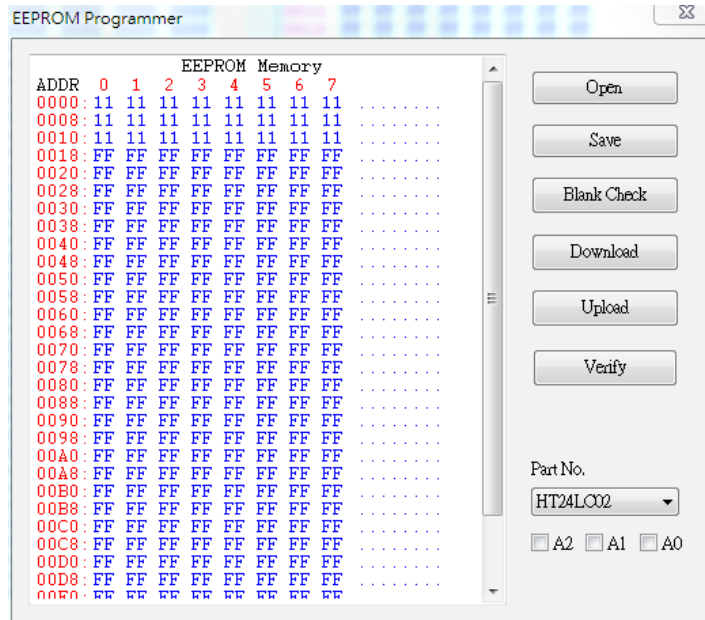 EEPROM Programmer
EEPROM Memory
ADDR 0 1 2 3 4 5 6 7
0000: 11 11 11 11 11 11 11 11 ........
0008: 11 11 11 11 11 11 11 11 ........
0010: 11 11 11 11 11 11 11 11 ........
0018: FF FF FF FF FF FF FF FF ........
0020: FF FF FF FF FF FF FF FF ........
0028: FF FF FF FF FF FF FF FF ........
0030: FF FF FF FF FF FF FF FF ........
0038: FF FF FF FF FF FF FF FF ........
0040: FF FF FF FF FF FF FF FF ........
0048: FF FF FF FF FF FF FF FF ........
0050: FF FF FF FF FF FF FF FF ........
0058: FF FF FF FF FF FF FF FF ........
0060: FF FF FF FF FF FF FF FF ........
0068: FF FF FF FF FF FF FF FF ........
0070: FF FF FF FF FF FF FF FF ........
0078: FF FF FF FF FF FF FF FF ........
0080: FF FF FF FF FF FF FF FF ........
0088: FF FF FF FF FF FF FF FF ........
0090: FF FF FF FF FF FF FF FF ........
0098: FF FF FF FF FF FF FF FF ........
00A0: FF FF FF FF FF FF FF FF ........
00A8: FF FF FF FF FF FF FF FF ........
00B0: FF FF FF FF FF FF FF FF ........
00B8: FF FF FF FF FF FF FF FF ........
00C0: FF FF FF FF FF FF FF FF ........
00C8: FF FF FF FF FF FF FF FF ........
00D0: FF FF FF FF FF FF FF FF ........
00D8: FF FF FF FF FF FF FF FF ........
00E0: FF FF FF FF FF FF FF FF
Open
Save
Blank Check
Download
Upload
Verify
Part No.
HT24LC02
A2 A1 A0